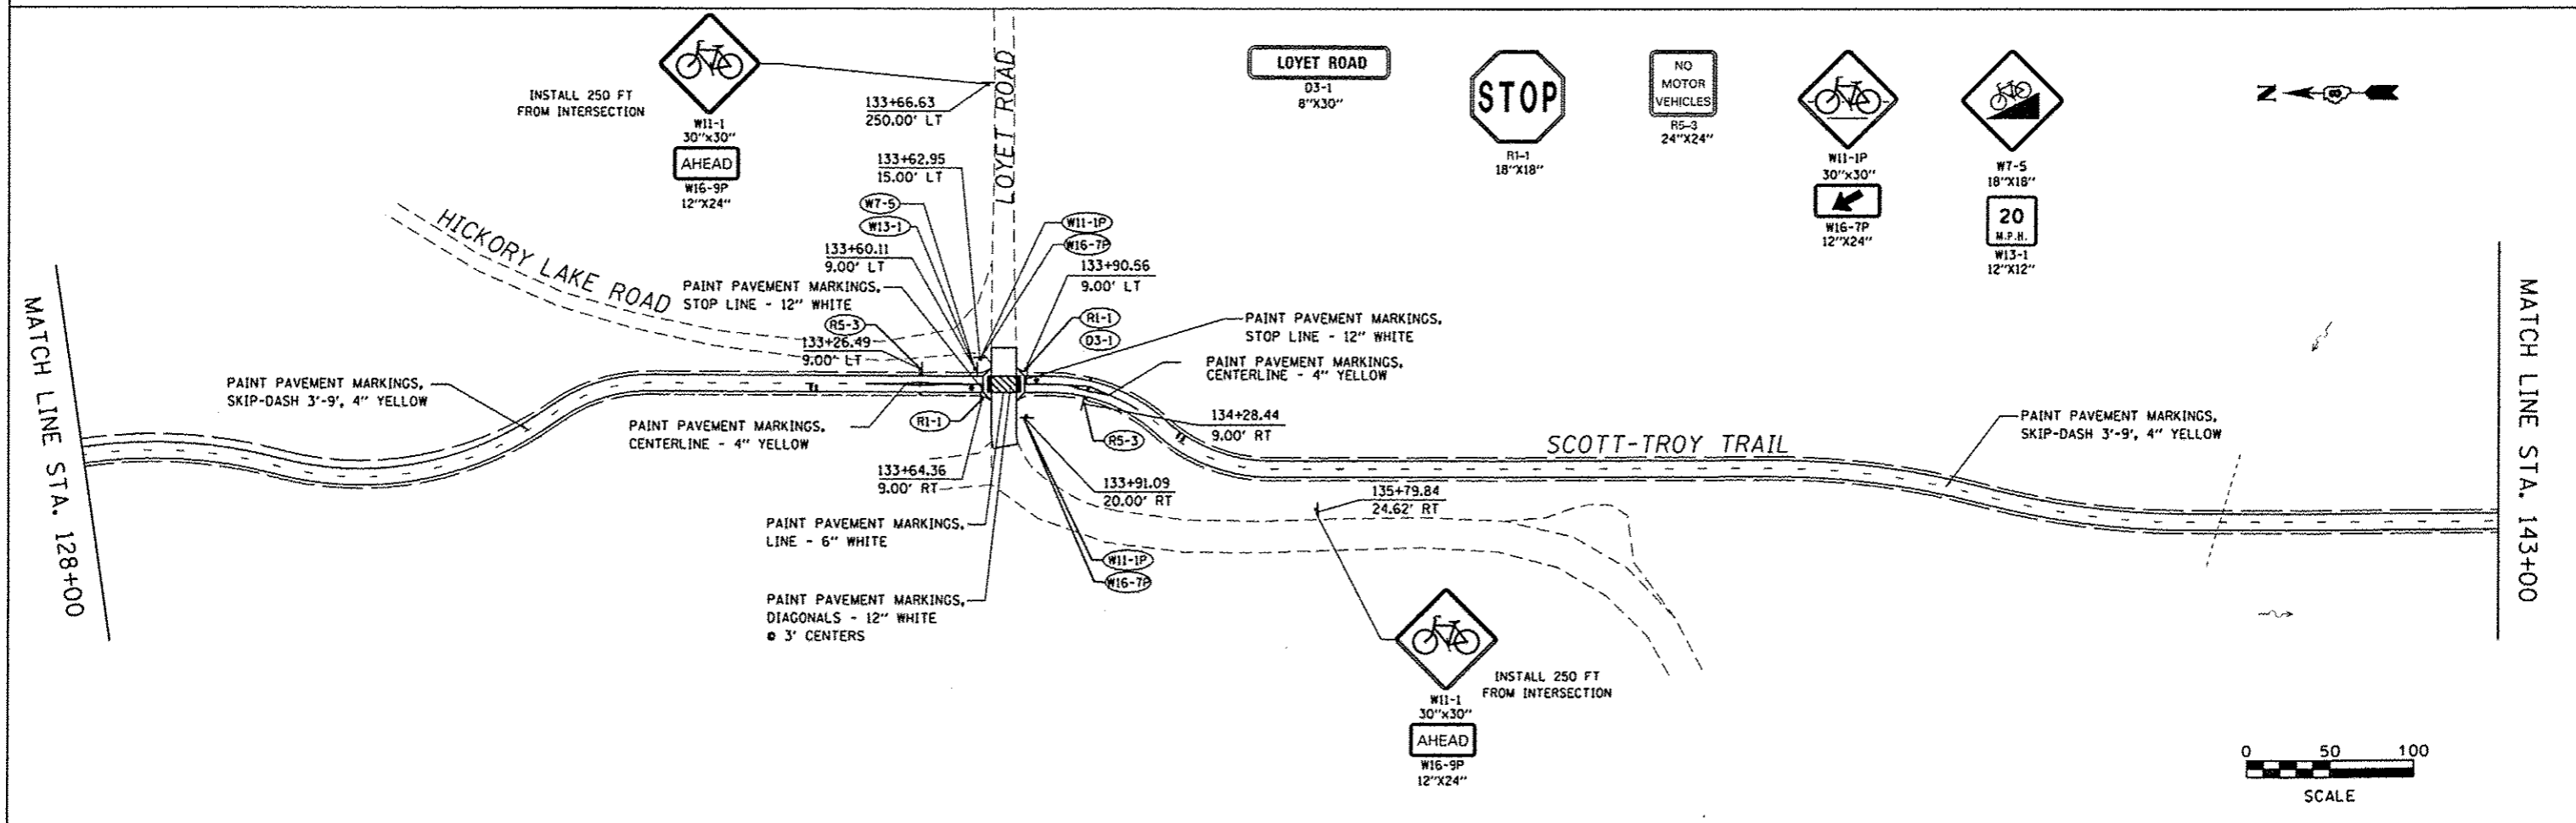 INSTALL 250 FT
FROM INTERSECTION
W11-1
30"x30"
AHEAD
W16-9P
12"X24"
133+66.63
250.00' LT
LOYET ROAD
LOYET ROAD
D3-1
8"X30"
STOP
R1-1
18"X18"
NO
MOTOR
VEHICLES
R5-3
24"X24"
W11-1P
30"x30"
W16-7P
12"X24"
W7-5
18"X18"
20
M.P.H.
W13-1
12"X12"
N
133+62.95
15.00' LT
W7-5
W13-1
133+60.11
9.00' LT
PAINT PAVEMENT MARKINGS,
STOP LINE - 12" WHITE
R5-3
133+26.49
9.00' LT
HICKORY LAKE ROAD
W11-1P
W16-7P
133+90.56
9.00' LT
R1-1
D3-1
PAINT PAVEMENT MARKINGS,
STOP LINE - 12" WHITE
PAINT PAVEMENT MARKINGS,
CENTERLINE - 4" YELLOW
MATCH LINE STA. 128+00
PAINT PAVEMENT MARKINGS,
SKIP-DASH 3'-9', 4" YELLOW
PAINT PAVEMENT MARKINGS,
CENTERLINE - 4" YELLOW
R1-1
133+64.36
9.00' RT
R5-3
134+28.44
9.00' RT
133+91.09
20.00' RT
135+79.84
24.62' RT
SCOTT-TROY TRAIL
PAINT PAVEMENT MARKINGS,
SKIP-DASH 3'-9', 4" YELLOW
MATCH LINE STA. 143+00
PAINT PAVEMENT MARKINGS,
LINE - 6" WHITE
W11-1P
W16-7P
PAINT PAVEMENT MARKINGS,
DIAGONALS - 12" WHITE
@ 3' CENTERS
INSTALL 250 FT
FROM INTERSECTION
W11-1
30"x30"
AHEAD
W16-9P
12"X24"
0 50 100
SCALE